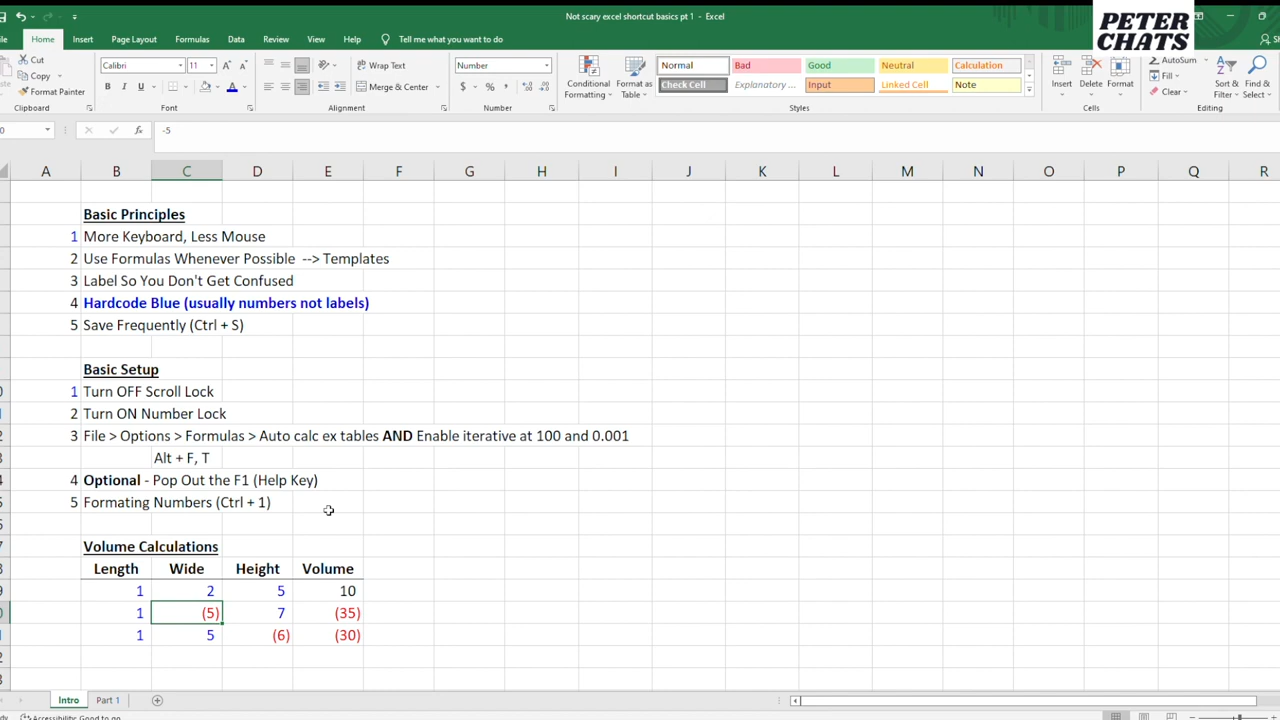 Not scary excel shortcut basics pt 1 - Excel
PETER
CHATS
Home Insert Page Layout Formulas Data Review View Help Tell me what you want to do
Cut
Copy
Format Painter
Clipboard
Calibri 11
B I U
Font
Wrap Text
Merge & Center
Alignment
Number
$ % ,
Number
Conditional Formatting
Format as Table
Normal Bad Good Neutral Calculation
Check Cell Explanatory ... Input Linked Cell Note
Styles
Insert Delete Format
Cells
AutoSum
Fill
Clear
Sort & Filter
Find & Select
Editing
fx -5
A B C D E F G H I J K L M N O P Q R
Basic Principles
1 More Keyboard, Less Mouse
2 Use Formulas Whenever Possible --> Templates
3 Label So You Don't Get Confused
4 Hardcode Blue (usually numbers not labels)
5 Save Frequently (Ctrl + S)
Basic Setup
1 Turn OFF Scroll Lock
2 Turn ON Number Lock
3 File > Options > Formulas > Auto calc ex tables AND Enable iterative at 100 and 0.001
Alt + F, T
4 Optional - Pop Out the F1 (Help Key)
5 Formating Numbers (Ctrl + 1)
Volume Calculations
Length Wide Height Volume
1 2 5 10
1 (5) 7 (35)
1 5 (6) (30)
Intro Part 1
Accessibility: Good to go